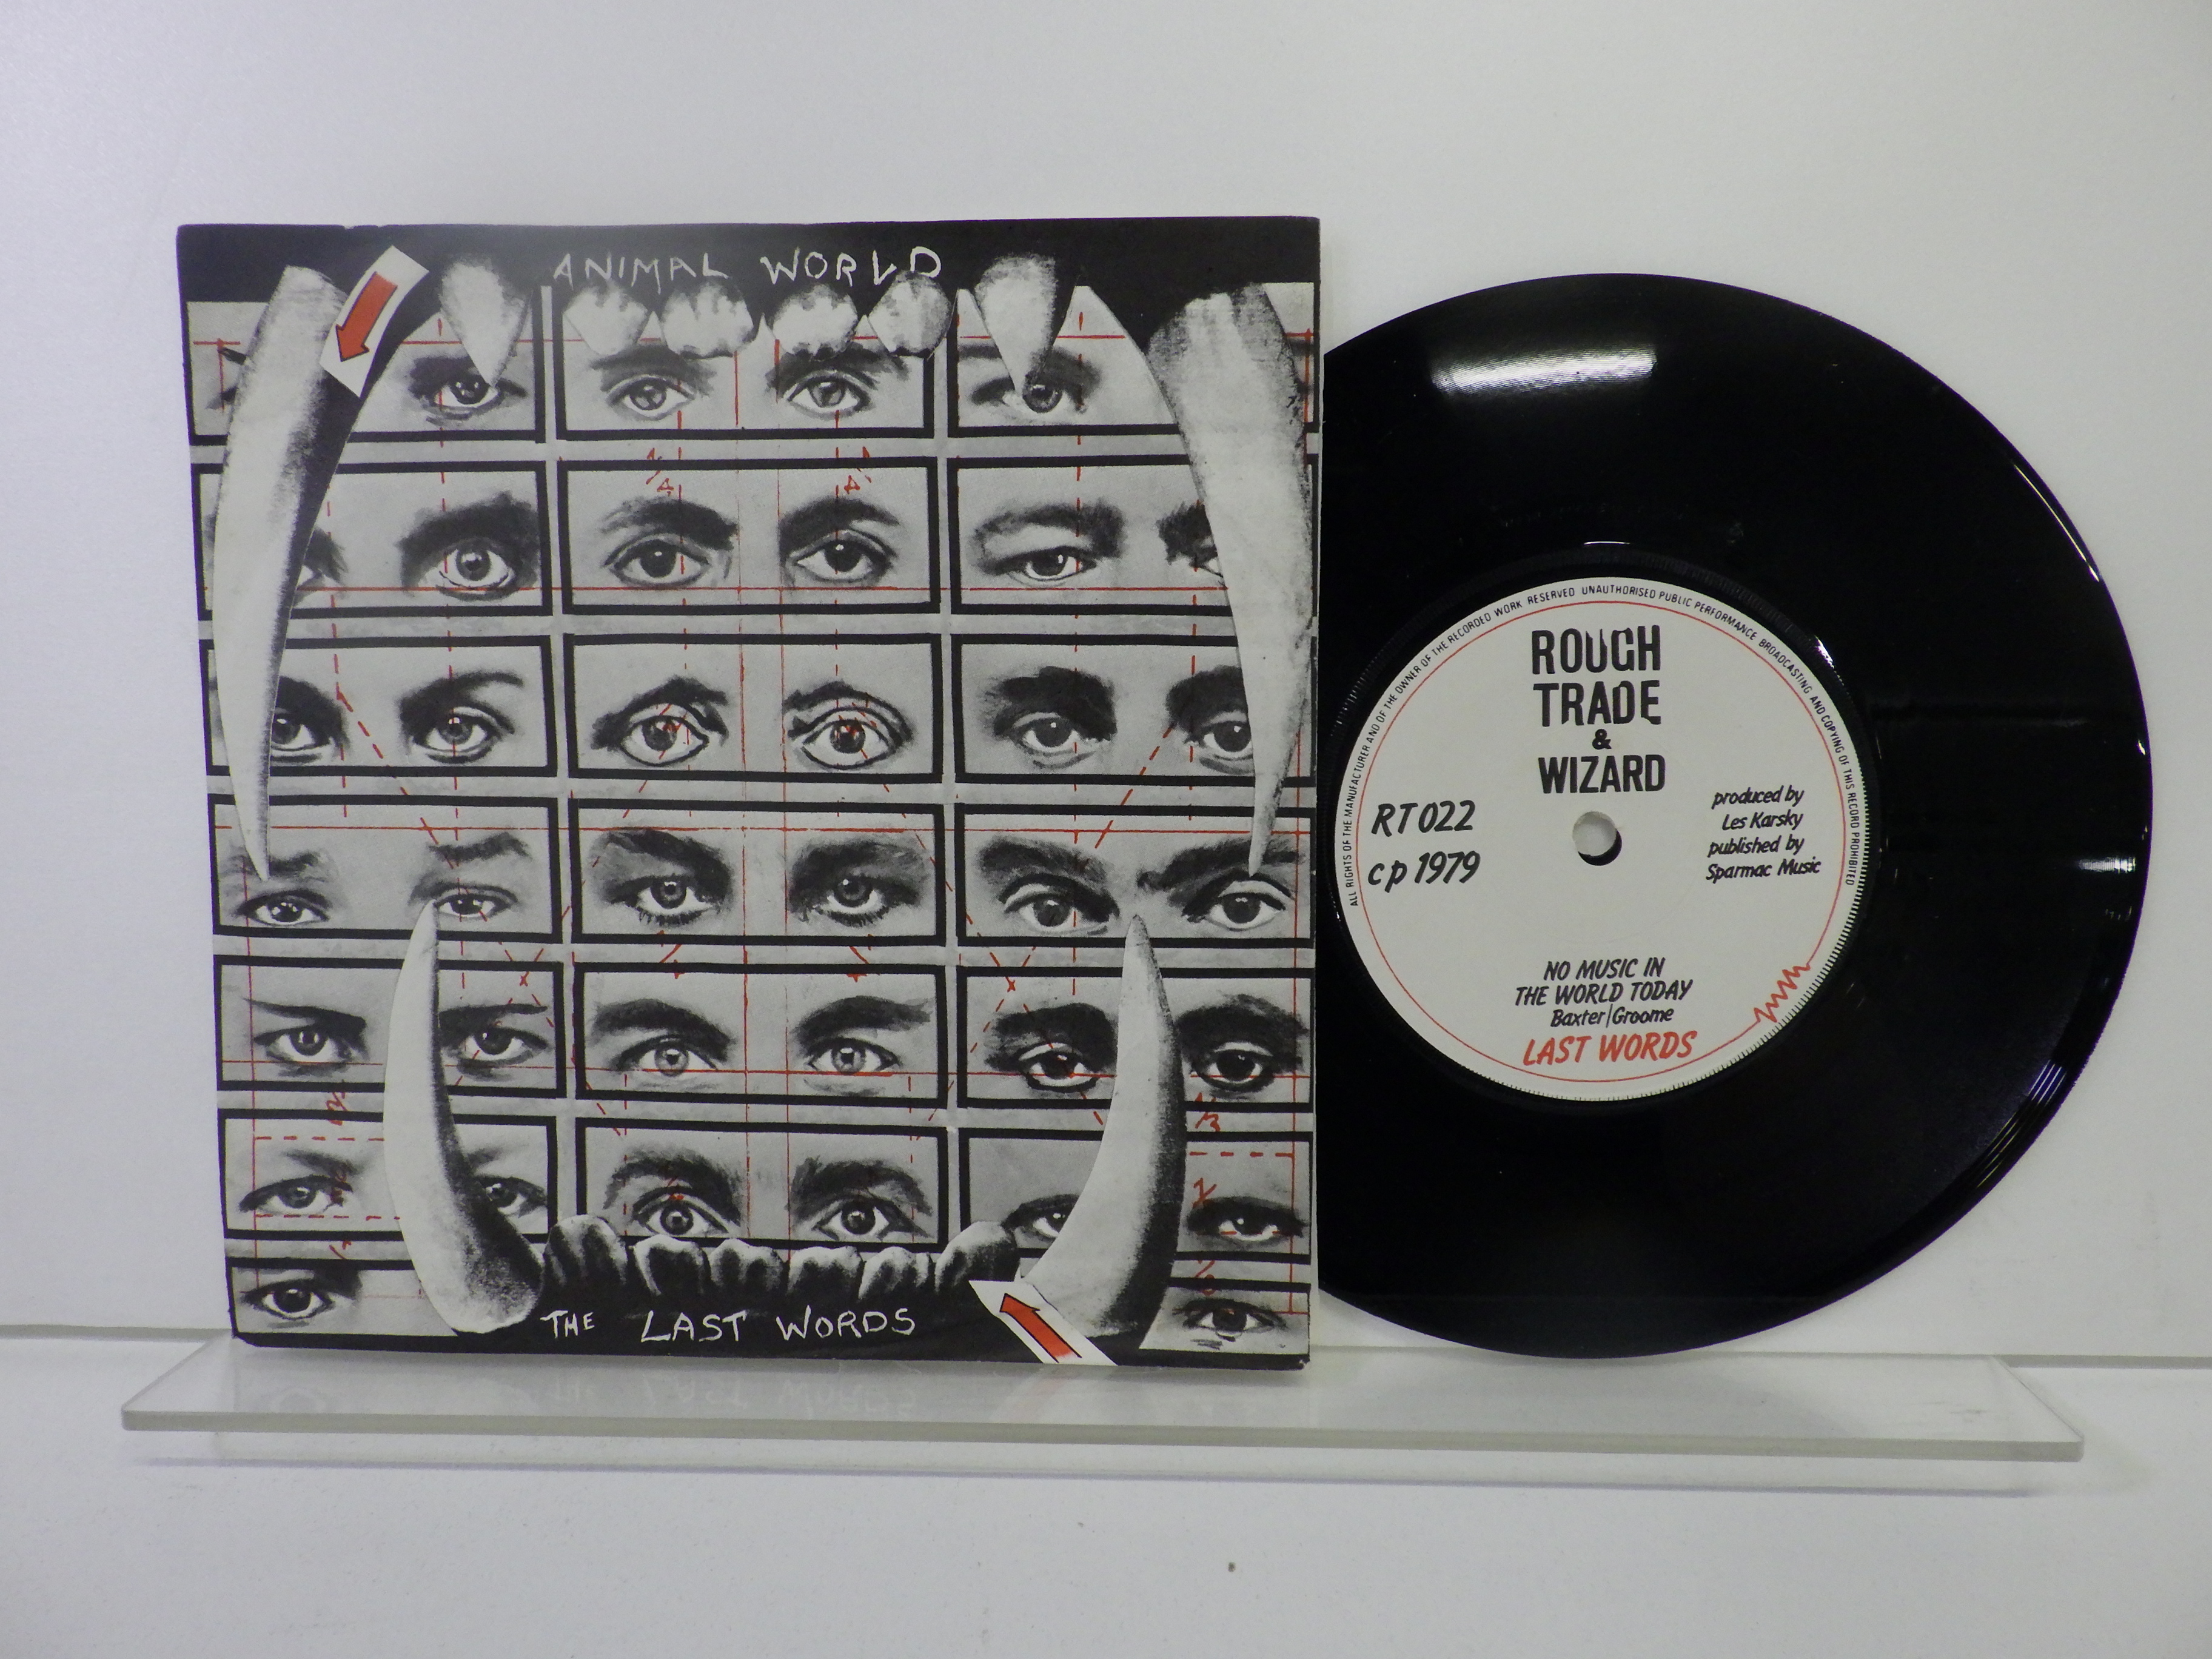 ANIMAL WORLD
THE LAST WORDS
ALL RIGHTS OF THE MANUFACTURER AND OF THE OWNER OF THE RECORDED WORK RESERVED UNAUTHORISED PUBLIC PERFORMANCE BROADCASTING AND COPYING OF THIS RECORD PROHIBITED
ROUGH
TRADE
&
WIZARD
RT022
cp 1979
produced by
Les Karsky
published by
Sparmac Music
NO MUSIC IN
THE WORLD TODAY
Baxter/Groome
LAST WORDS